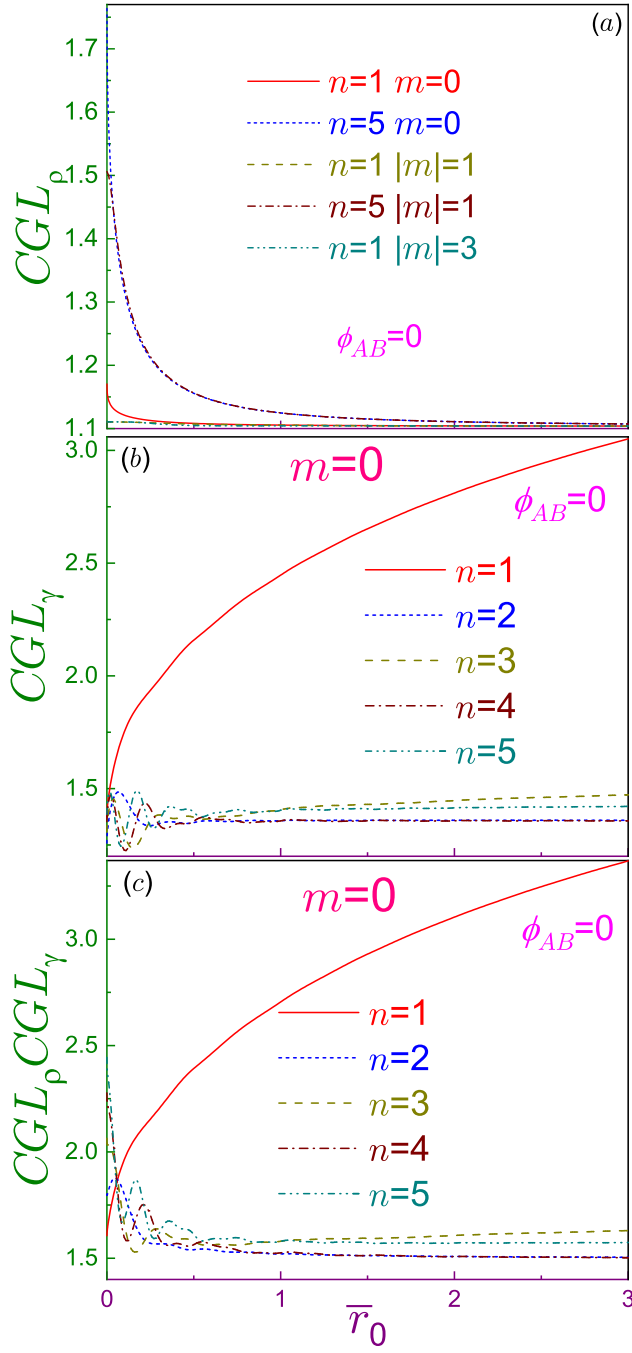 (a)
1.7
n=1 m=0
1.6
n=5 m=0
n=1 |m|=1
1.5
n=5 |m|=1
1.4
n=1 |m|=3
1.3
CGLρ
ϕAB=0
1.2
1.1
(b)
m=0
3.0
ϕAB=0
2.5
n=1
n=2
CGLγ
2.0
n=3
n=4
n=5
1.5
(c)
m=0
ϕAB=0
3.0
n=1
2.5
n=2
CGLρCGLγ
n=3
2.0
n=4
n=5
1.5
0 1 2 3
r̅0